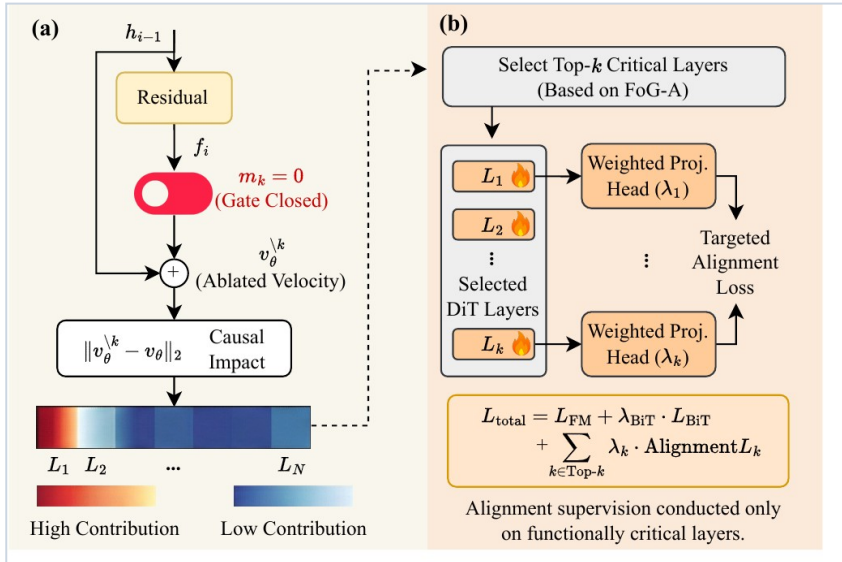 (a)
h_{i−1}
Residual
f_i
m_k = 0
(Gate Closed)
v_θ^{\k}
(Ablated Velocity)
+
‖v_θ^{\k} − v_θ‖_2 Causal
Impact
L_1 L_2 ... L_N
High Contribution
Low Contribution
(b)
Select Top-k Critical Layers
(Based on FoG-A)
L_1
L_2
⋮
Selected
DiT Layers
L_k
Weighted Proj.
Head (λ_1)
⋮
Weighted Proj.
Head (λ_k)
Targeted
Alignment
Loss
L_total = L_FM + λ_BiT · L_BiT
+ ∑_{k∈Top-k} λ_k · AlignmentL_k
Alignment supervision conducted only
on functionally critical layers.